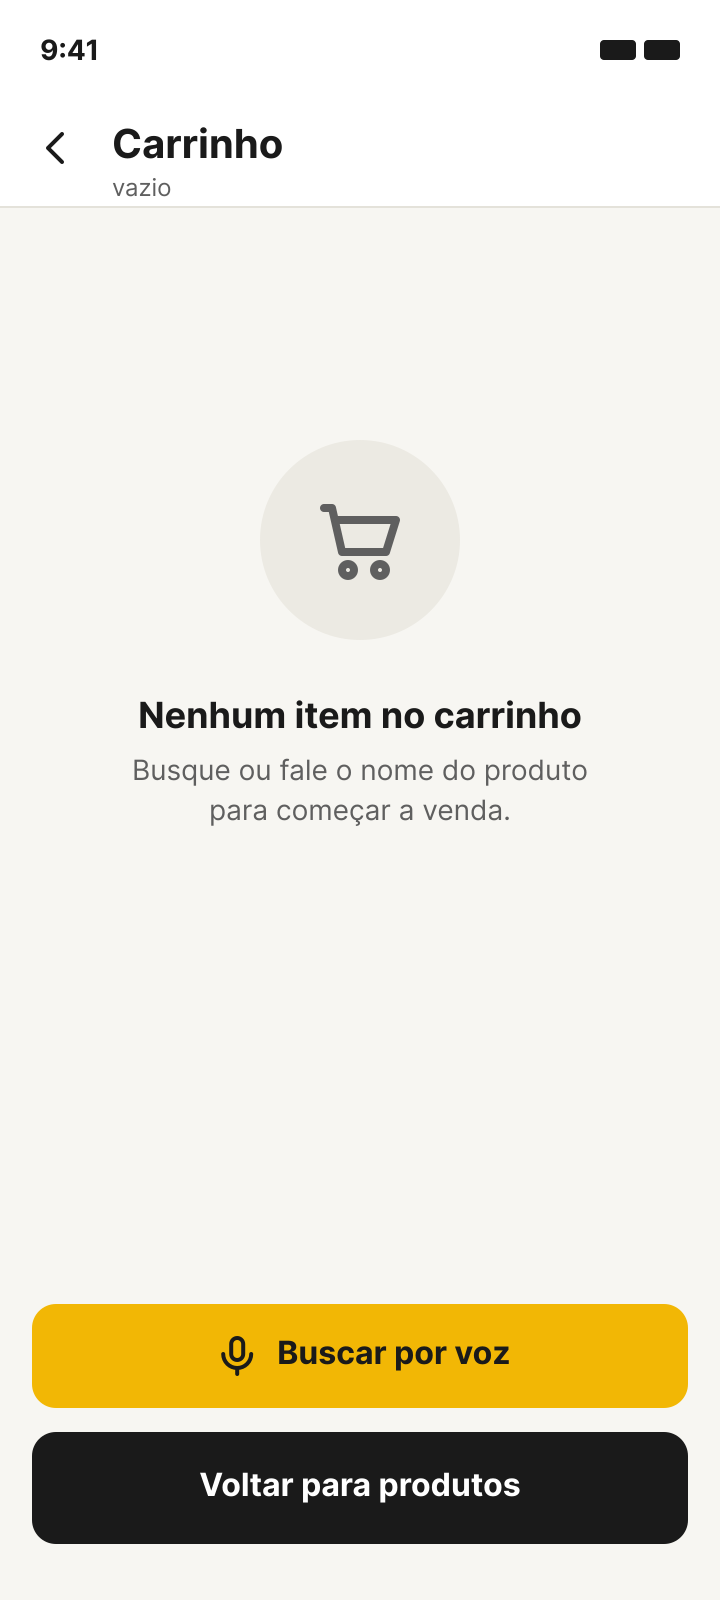 9:41
Carrinho
vazio
Nenhum item no carrinho
Busque ou fale o nome do produto
para começar a venda.
Buscar por voz
Voltar para produtos